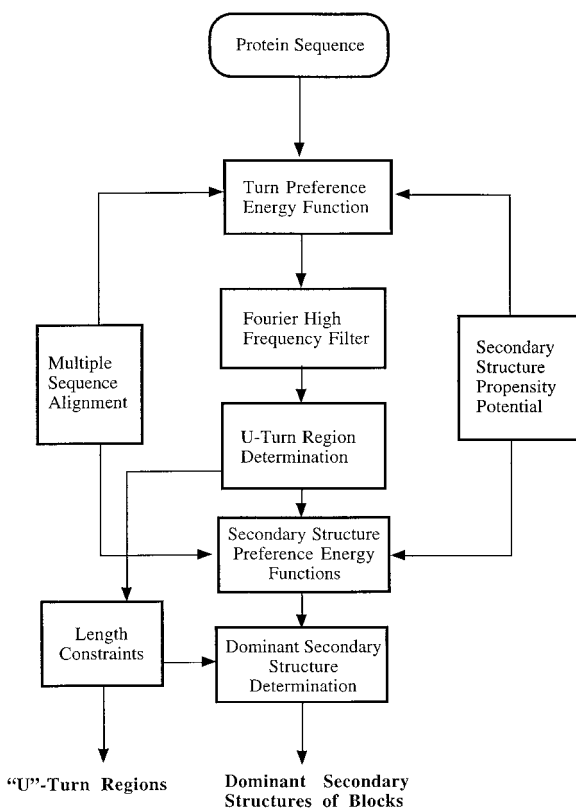 Protein Sequence
Turn Preference
Energy Function
Fourier High
Frequency Filter
Multiple
Sequence
Alignment
Secondary
Structure
Propensity
Potential
U-Turn Region
Determination
Secondary Structure
Preference Energy
Functions
Length
Constraints
Dominant Secondary
Structure
Determination
“U”-Turn Regions
Dominant Secondary
Structures of Blocks